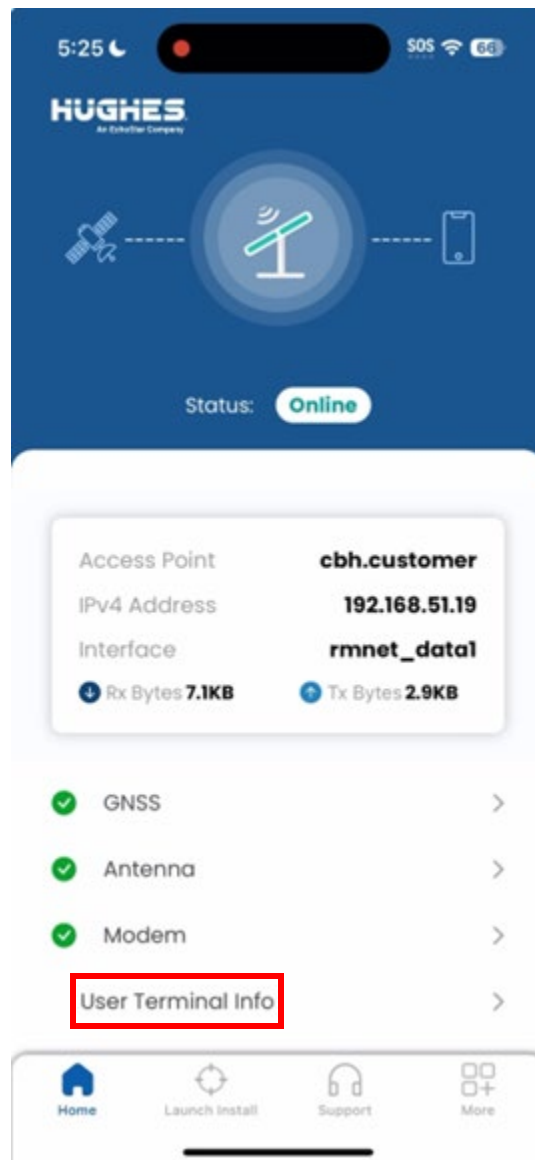 5:25 SOS 66
HUGHES
An EchoStar Company
Status: Online
Access Point cbh.customer
IPv4 Address 192.168.51.19
Interface rmnet_data1
Rx Bytes 7.1KB Tx Bytes 2.9KB
GNSS
Antenna
Modem
User Terminal Info
Home Launch Install Support More